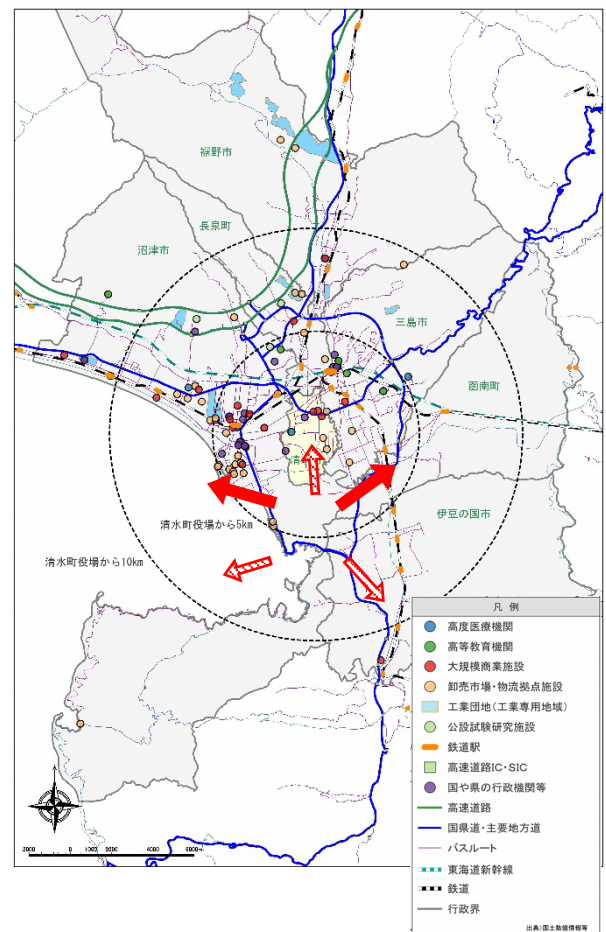 裾野市
長泉町
沼津市
三島市
函南町
清水町役場から5km
伊豆の国市
清水町役場から10km
凡 例
高度医療機関
高等教育機関
大規模商業施設
卸売市場・物流拠点施設
工業団地（工業専用地域）
公設試験研究施設
鉄道駅
高速道路IC・SIC
国や県の行政機関等
高速道路
国県道・主要地方道
バスルート
東海道新幹線
鉄道
行政界
2000 0 1000 2000 4000 6000m
出典）国土数値情報等